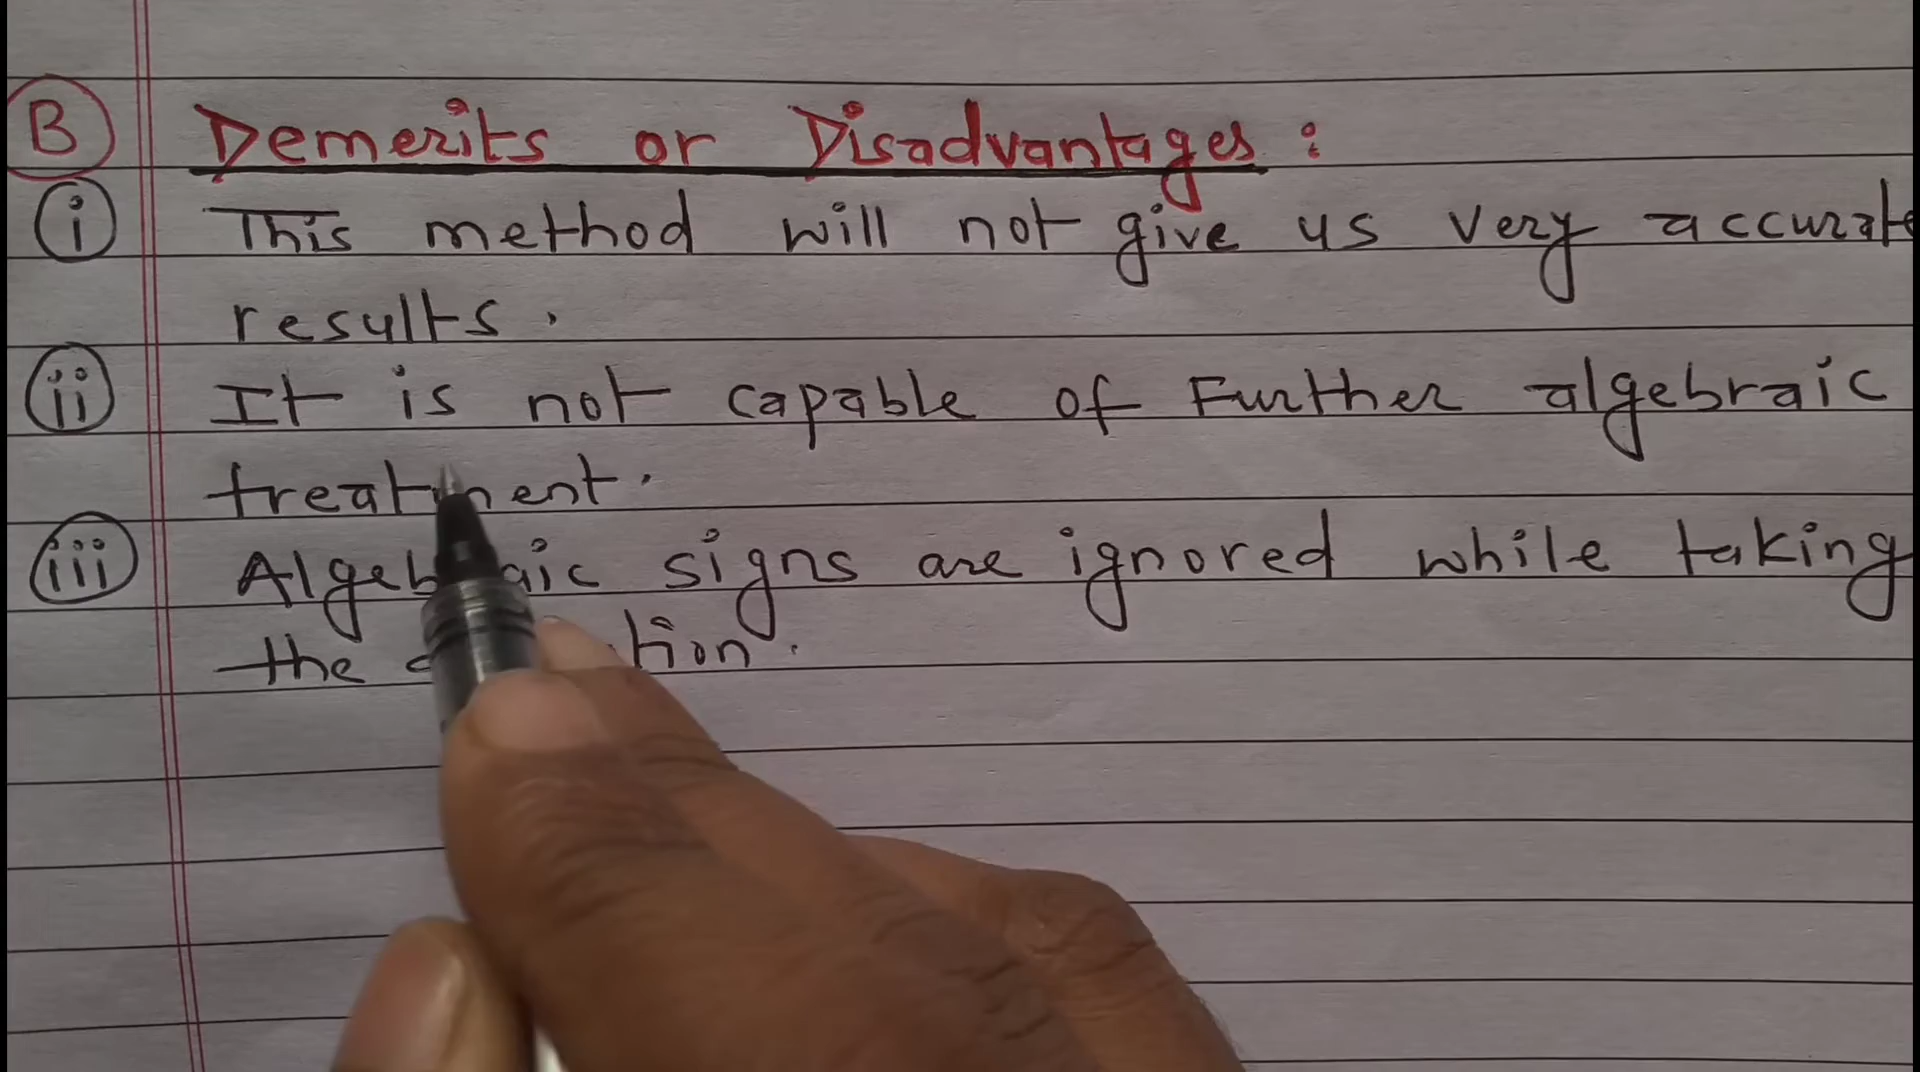 B Demerits or Disadvantages :
i This method will not give us very accurate
results.
ii It is not capable of Further algebraic
treatment.
iii Algebraic signs are ignored while taking
the